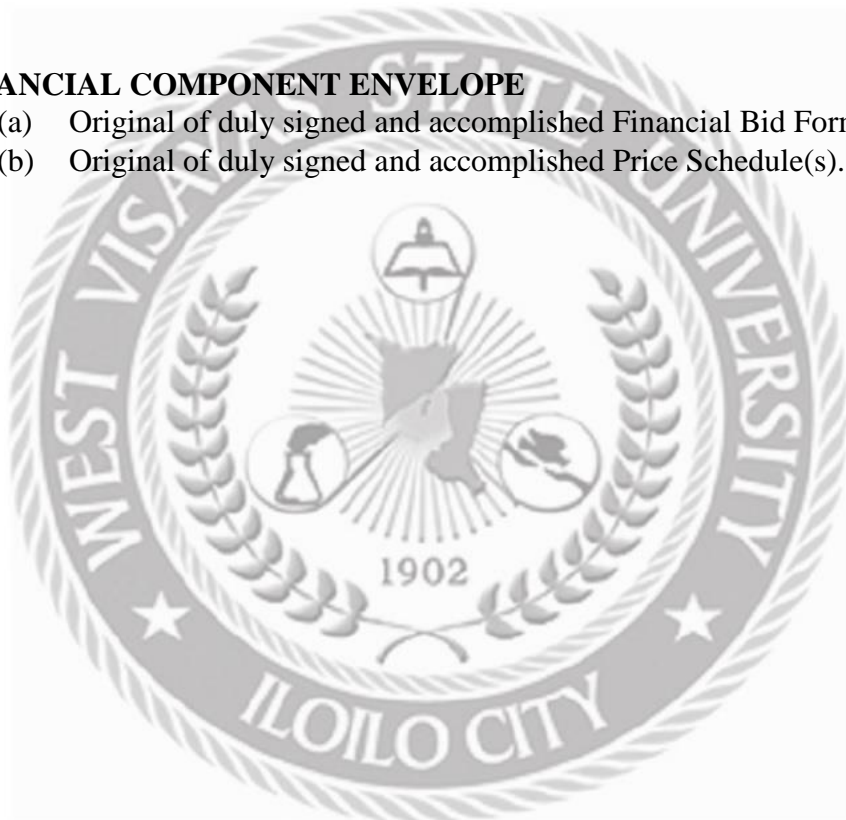 ANCIAL COMPONENT ENVELOPE
(a) Original of duly signed and accomplished Financial Bid For
(b) Original of duly signed and accomplished Price Schedule(s).
WEST VISAYAS STATE UNIVERSITY
1902
ILOILO CITY